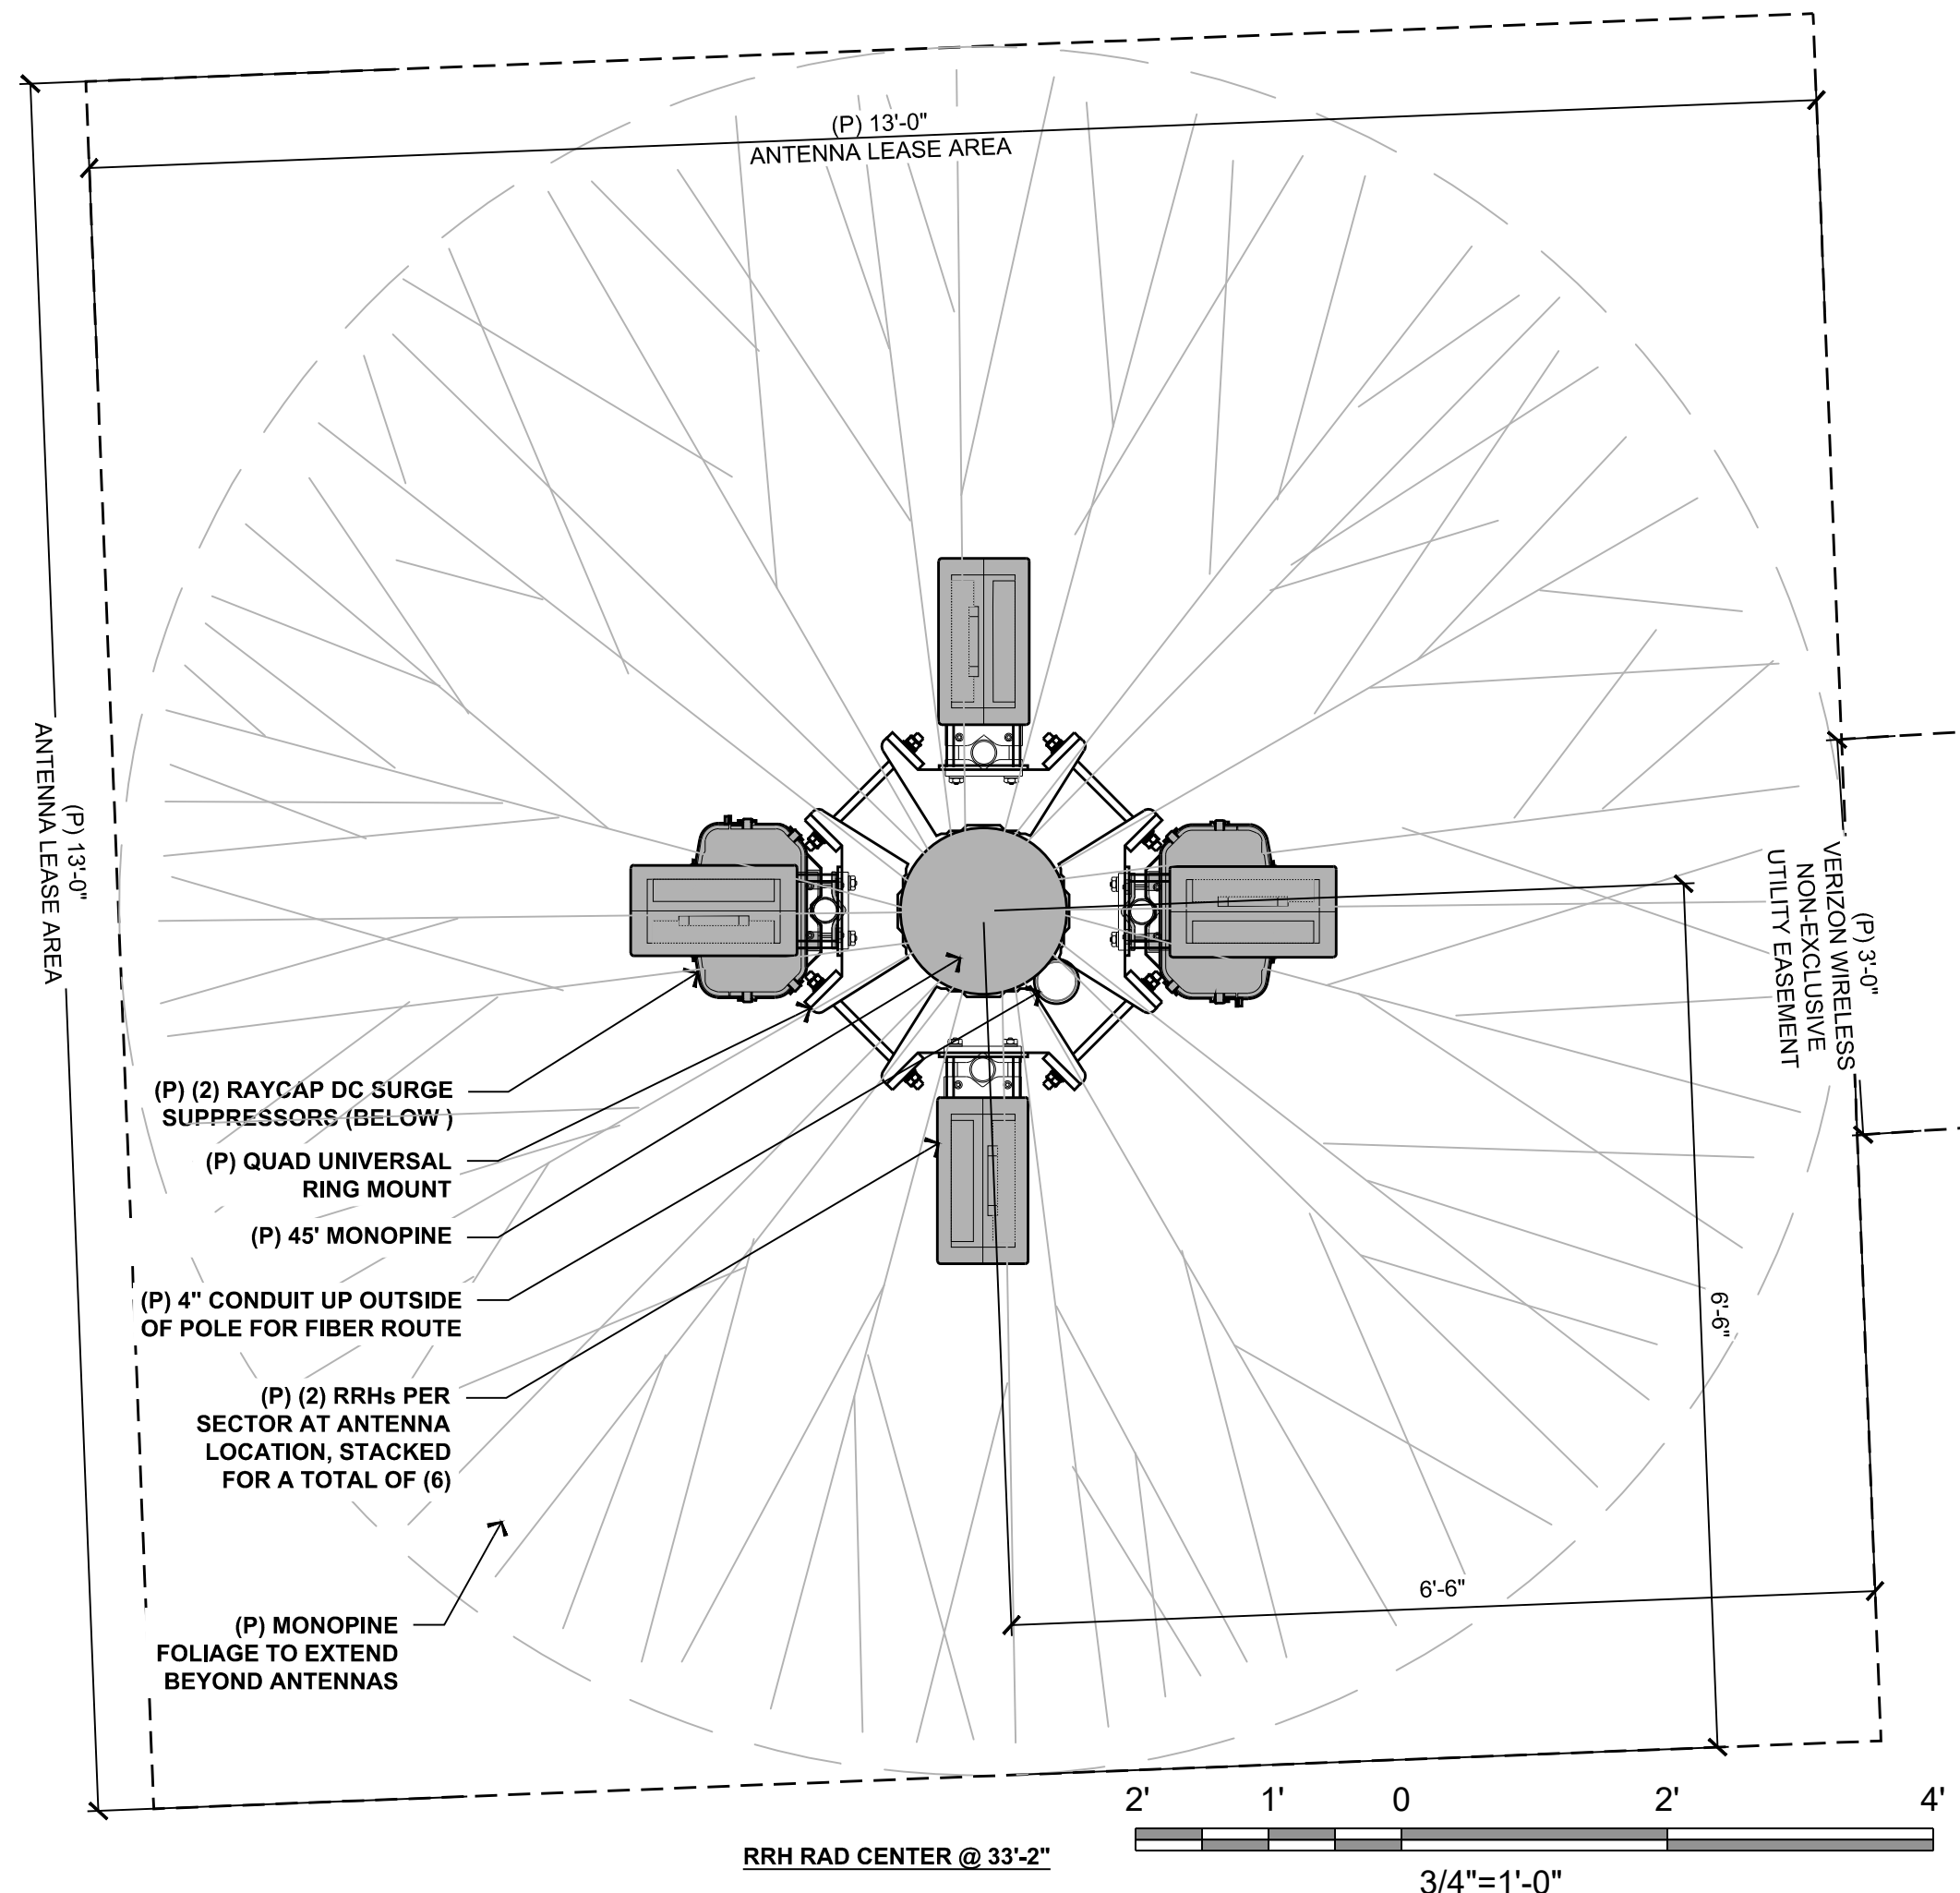 (P) 13'-0"
ANTENNA LEASE AREA
(P) 13'-0"
ANTENNA LEASE AREA
(P) 3'-0"
VERIZON WIRELESS
NON-EXCLUSIVE
UTILITY EASEMENT
(P) (2) RAYCAP DC SURGE
SUPPRESSORS (BELOW )
(P) QUAD UNIVERSAL
RING MOUNT
(P) 45' MONOPINE
(P) 4" CONDUIT UP OUTSIDE
OF POLE FOR FIBER ROUTE
(P) (2) RRHs PER
SECTOR AT ANTENNA
LOCATION, STACKED
FOR A TOTAL OF (6)
(P) MONOPINE
FOLIAGE TO EXTEND
BEYOND ANTENNAS
6'-6"
6'-6"
RRH RAD CENTER @ 33'-2"
2' 1' 0 2' 4'
3/4"=1'-0"